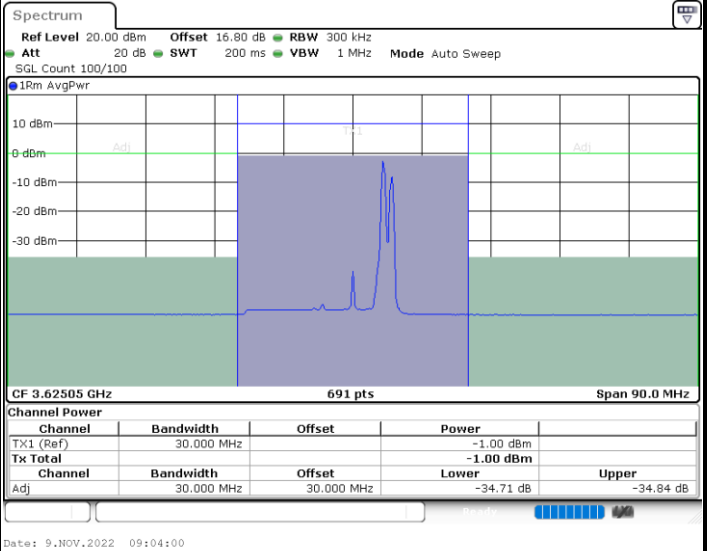 Spectrum
Ref Level 20.00 dBm Offset 16.80 dB RBW 300 kHz
Att 20 dB SWT 200 ms VBW 1 MHz Mode Auto Sweep
SGL Count 100/100
1Rm AvgPwr
10 dBm
TX1
Adj Adj
0 dBm
-10 dBm
-20 dBm
-30 dBm
CF 3.62505 GHz 691 pts Span 90.0 MHz
Channel Power
Channel Bandwidth Offset Power
TX1 (Ref) 30.000 MHz -1.00 dBm
Tx Total -1.00 dBm
Channel Bandwidth Offset Lower Upper
Adj 30.000 MHz 30.000 MHz -34.71 dB -34.84 dB
Ready
Date: 9.NOV.2022 09:04:00